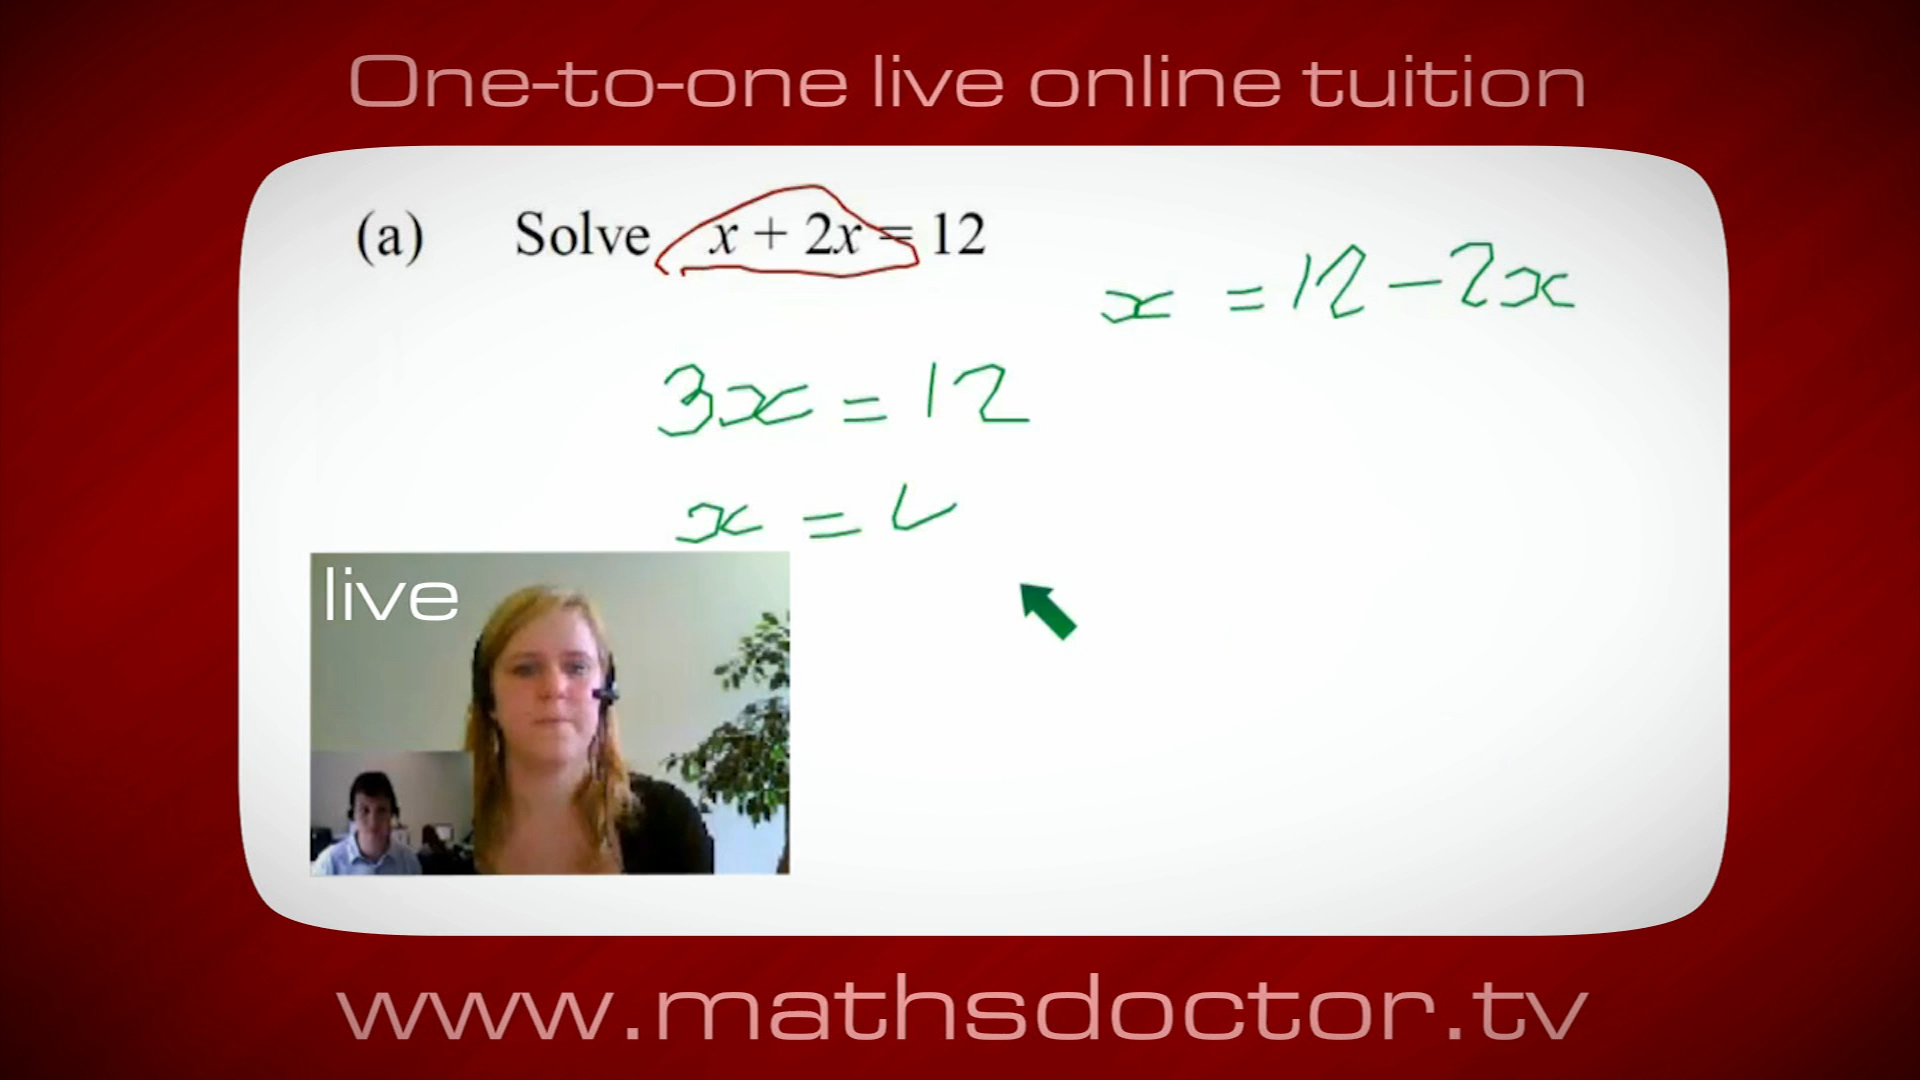 One-to-one live online tuition
(a) Solve x + 2x = 12
x = 12 - 2x
3x = 12
x = 4
live
www.mathsdoctor.tv